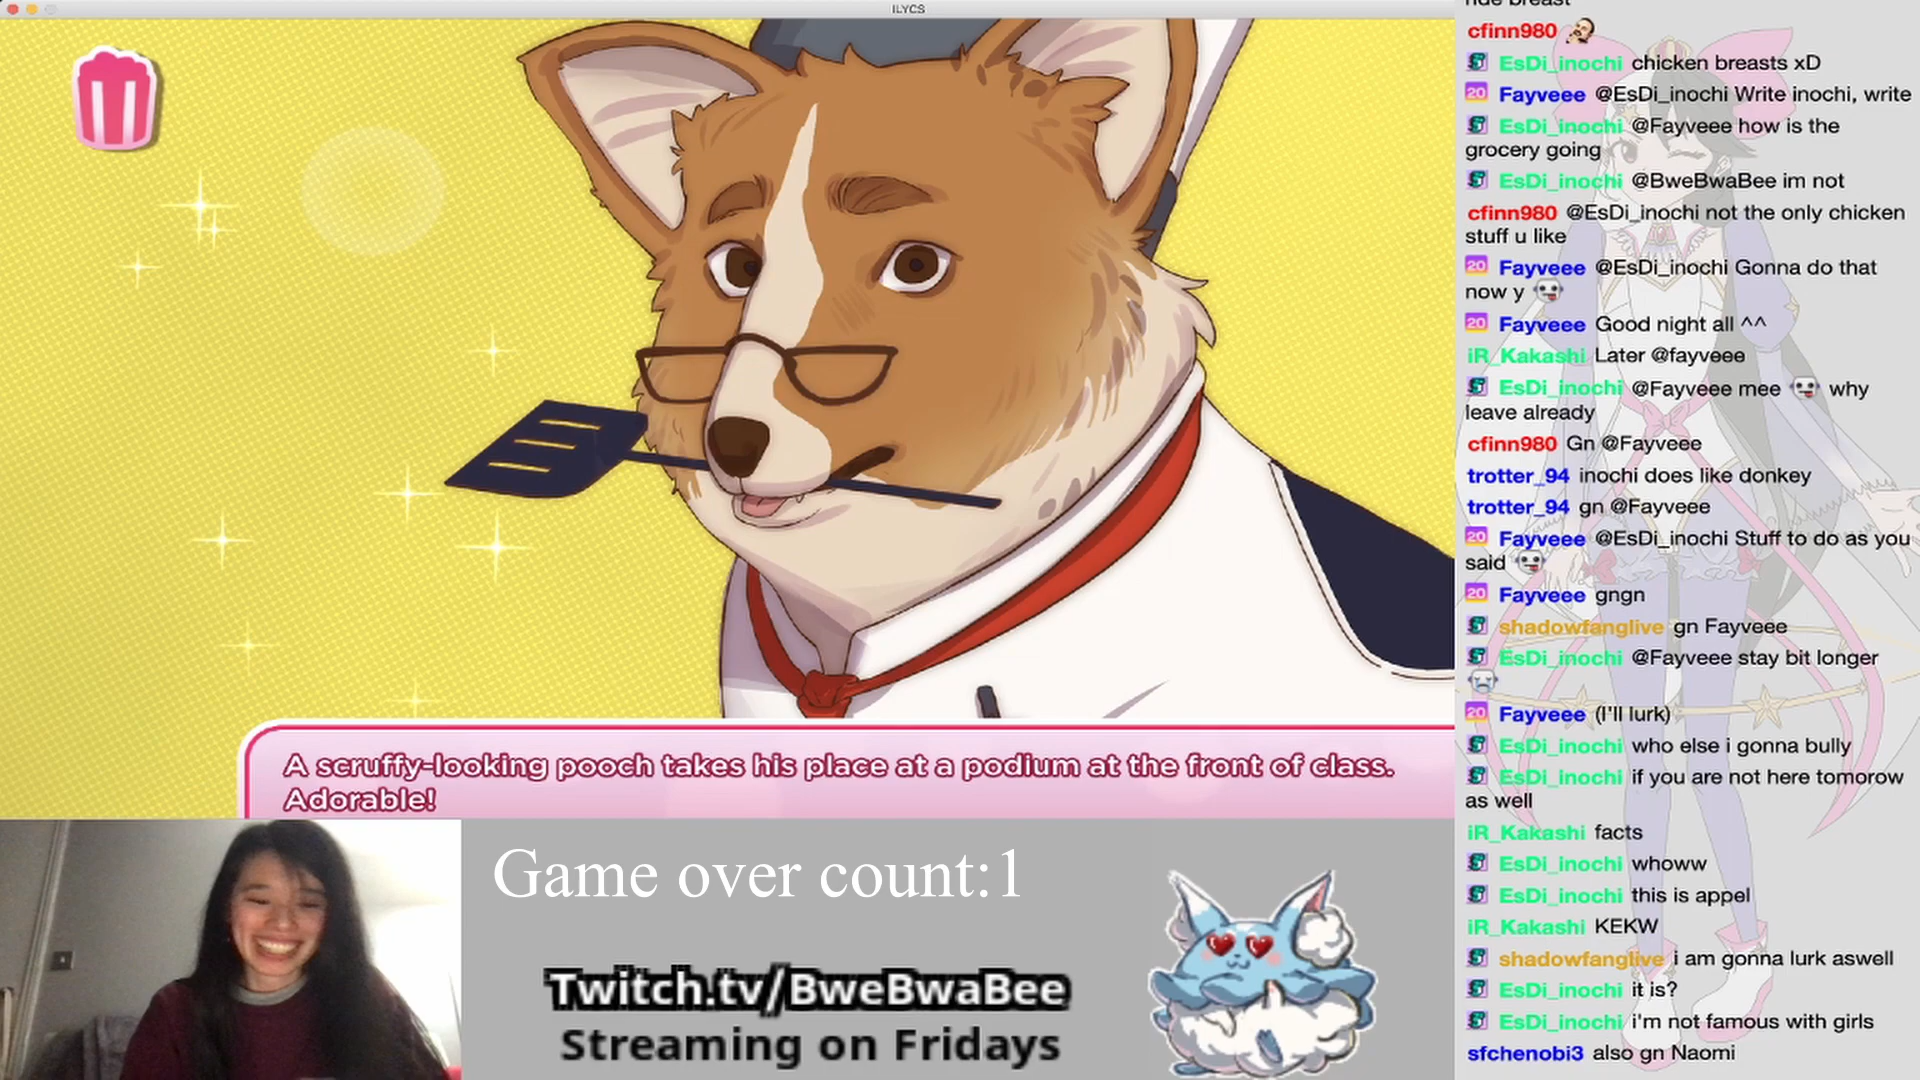 ILYCS
A scruffy-looking pooch takes his place at a podium at the front of class.
Adorable!
Game over count:1
Twitch.tv/BweBwaBee
Streaming on Fridays
cfinn980
EsDi_inochi chicken breasts xD
20 Fayveee @EsDi_inochi Write inochi, write
EsDi_inochi @Fayveee how is the
grocery going
EsDi_inochi @BweBwaBee im not
cfinn980 @EsDi_inochi not the only chicken
stuff u like
20 Fayveee @EsDi_inochi Gonna do that
now y
20 Fayveee Good night all ^^
iR_Kakashi Later @fayveee
EsDi_inochi @Fayveee mee why
leave already
cfinn980 Gn @Fayveee
trotter_94 inochi does like donkey
trotter_94 gn @Fayveee
20 Fayveee @EsDi_inochi Stuff to do as you
said
20 Fayveee gngn
shadowfanglive gn Fayveee
EsDi_inochi @Fayveee stay bit longer
20 Fayveee (I'll lurk)
EsDi_inochi who else i gonna bully
EsDi_inochi if you are not here tomorow
as well
iR_Kakashi facts
EsDi_inochi whoww
EsDi_inochi this is appel
iR_Kakashi KEKW
shadowfanglive i am gonna lurk aswell
EsDi_inochi it is?
EsDi_inochi i'm not famous with girls
sfchenobi3 also gn Naomi